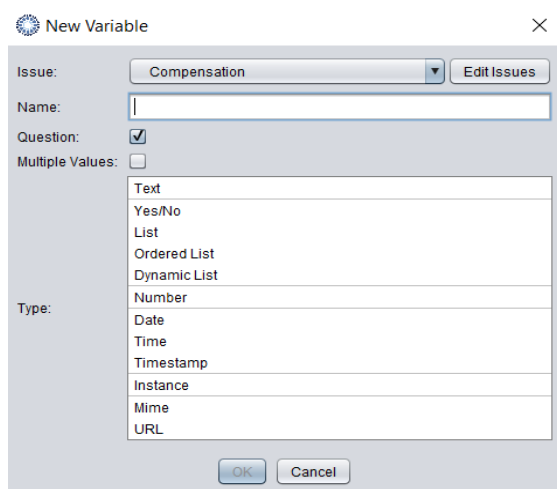 New Variable
Issue: Compensation Edit Issues
Name:
Question:
Multiple Values:
Text
Yes/No
List
Ordered List
Dynamic List
Number
Type:
Date
Time
Timestamp
Instance
Mime
URL
OK Cancel